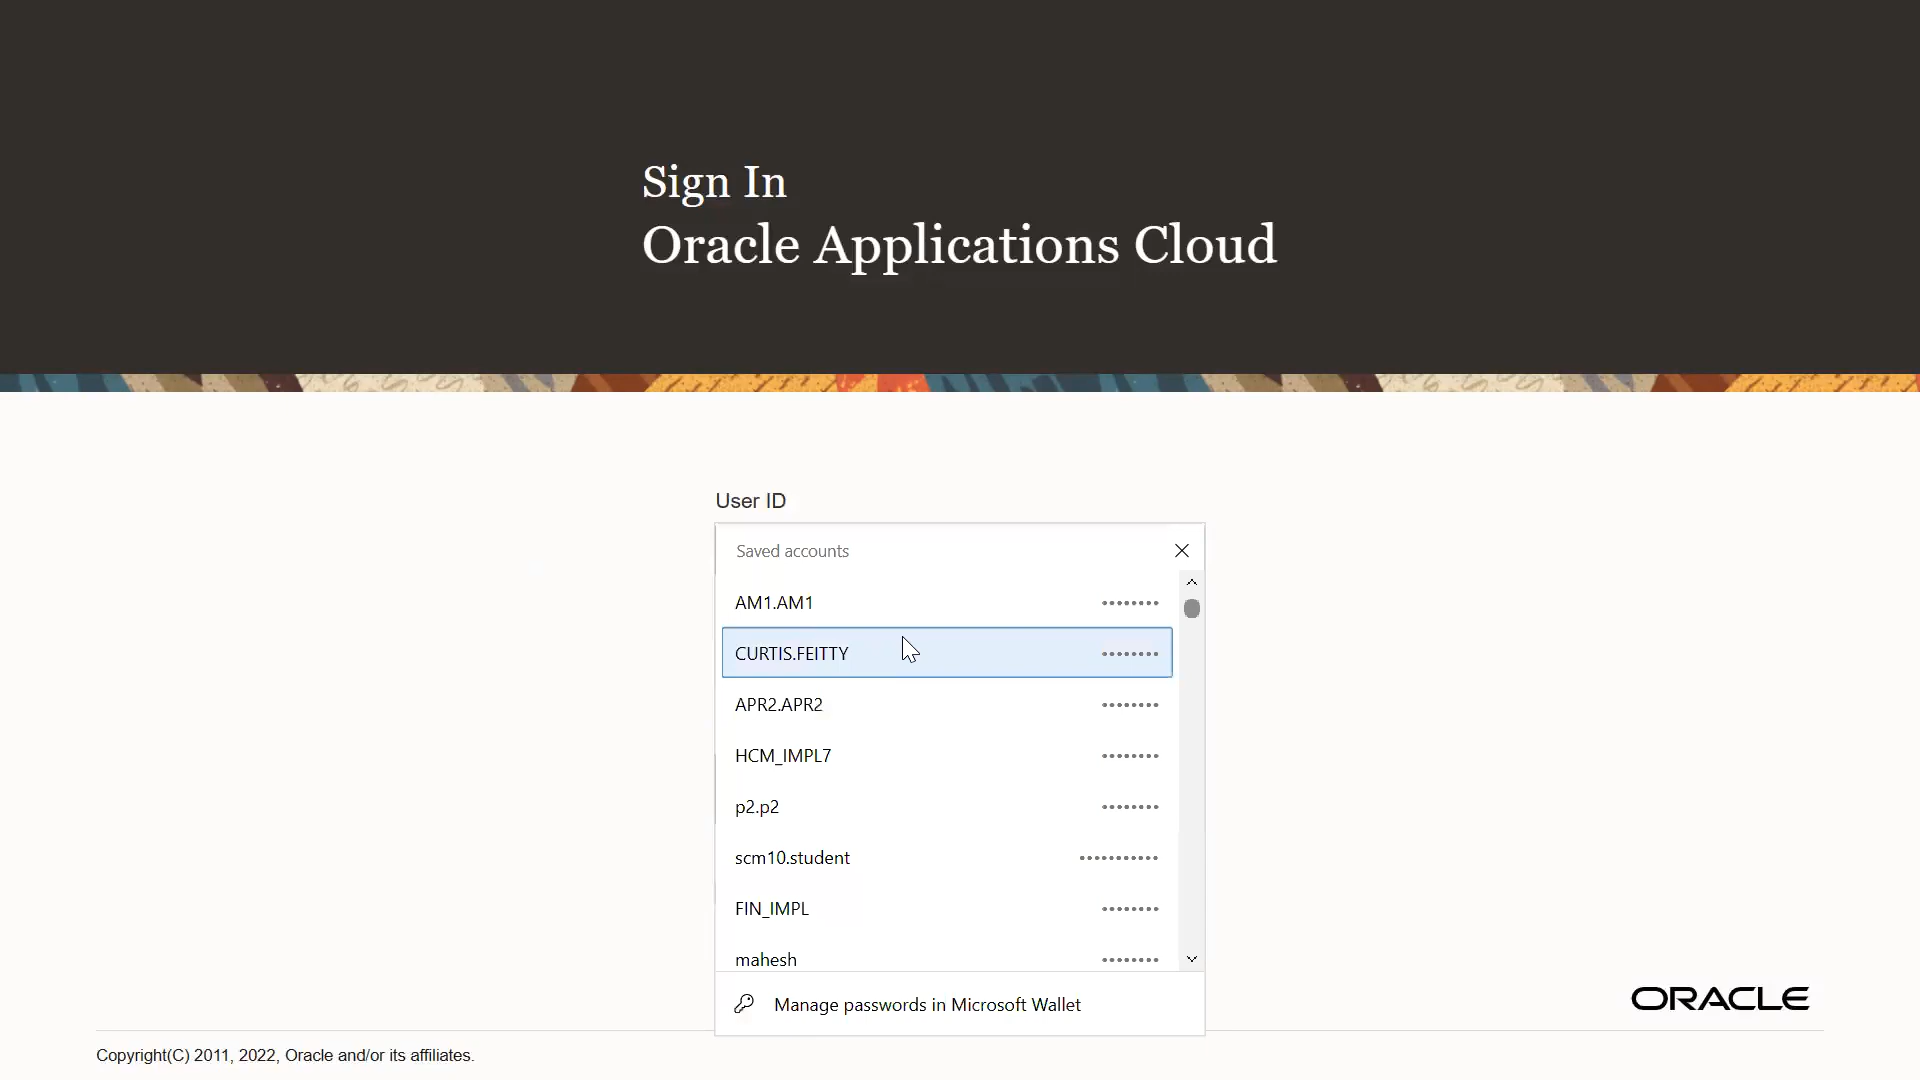 Sign In
Oracle Applications Cloud
User ID
Saved accounts
AM1.AM1 ••••••••
CURTIS.FEITTY ••••••••
APR2.APR2 ••••••••
HCM_IMPL7 ••••••••
p2.p2 ••••••••
scm10.student •••••••••••
FIN_IMPL ••••••••
mahesh ••••••••
Manage passwords in Microsoft Wallet
ORACLE
Copyright(C) 2011, 2022, Oracle and/or its affiliates.